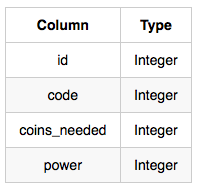 Column Type
id Integer
code Integer
coins_needed Integer
power Integer